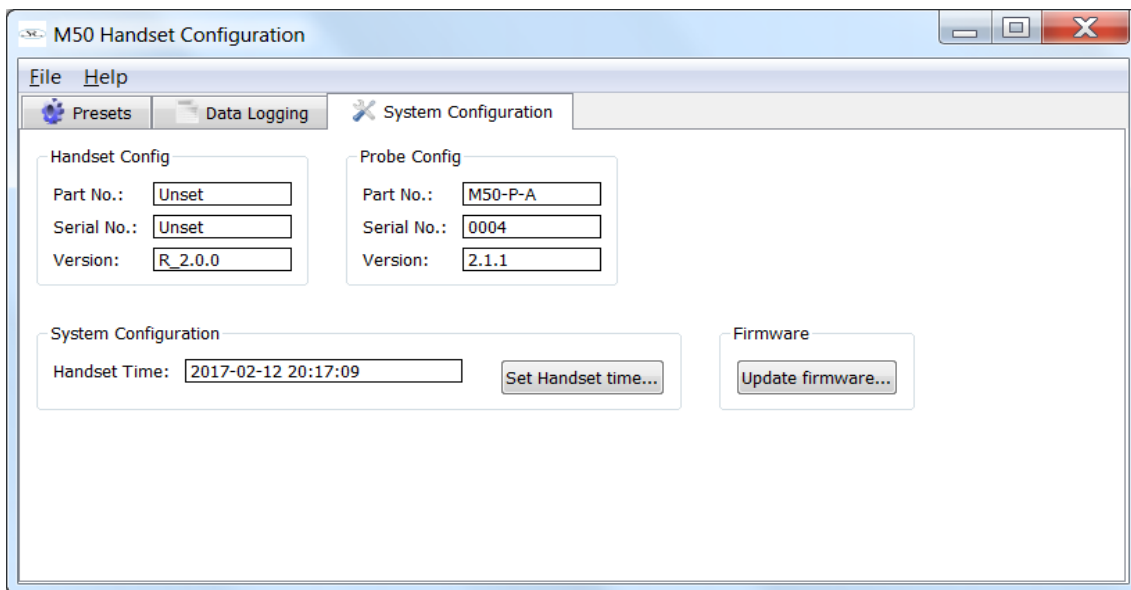 M50 Handset Configuration
File Help
Presets Data Logging System Configuration
Handset Config
Part No.: Unset
Serial No.: Unset
Version: R_2.0.0
Probe Config
Part No.: M50-P-A
Serial No.: 0004
Version: 2.1.1
System Configuration
Handset Time: 2017-02-12 20:17:09 Set Handset time...
Firmware
Update firmware...